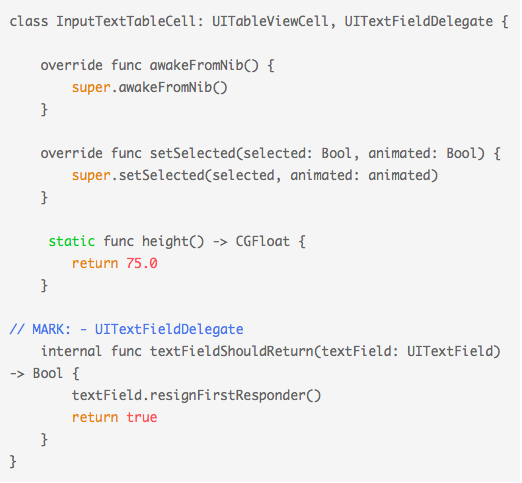 class InputTextTableCell: UITableViewCell, UITextFieldDelegate {
override func awakeFromNib() {
super.awakeFromNib()
}
override func setSelected(selected: Bool, animated: Bool) {
super.setSelected(selected, animated: animated)
}
static func height() -> CGFloat {
return 75.0
}
// MARK: - UITextFieldDelegate
internal func textFieldShouldReturn(textField: UITextField)
-> Bool {
textField.resignFirstResponder()
return true
}
}